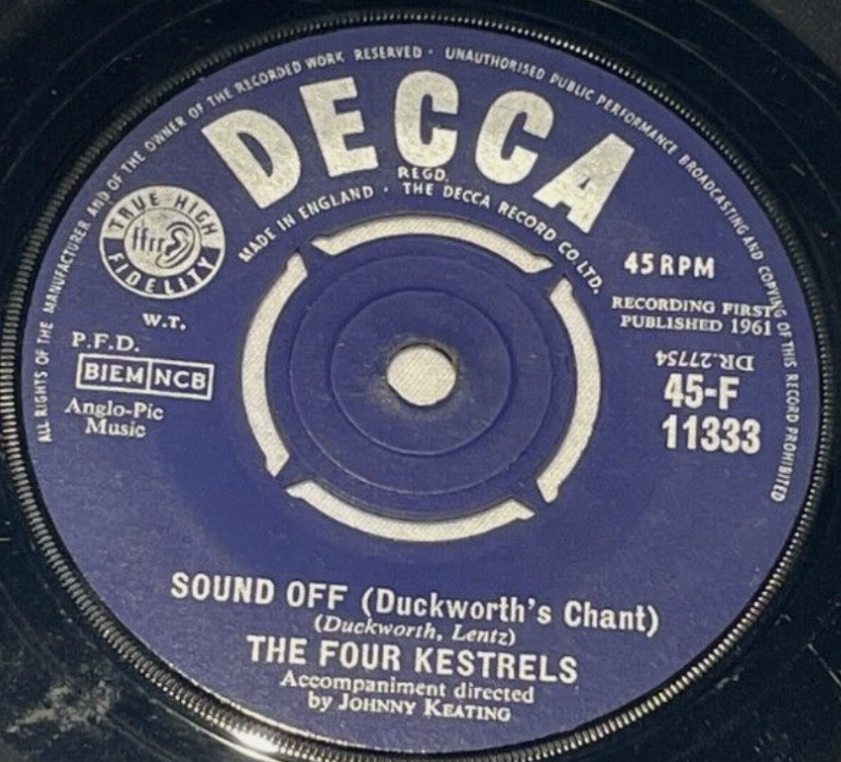 ALL RIGHTS OF THE MANUFACTURER AND OF THE OWNER OF THE RECORDED WORK RESERVED · UNAUTHORISED PUBLIC PERFORMANCE BROADCASTING AND COPYING OF THIS RECORD PROHIBITED
DECCA
REGD.
MADE IN ENGLAND · THE DECCA RECORD CO. LTD.
TRUE HIGH
ffrr
FIDELITY
W.T.
P.F.D.
BIEM NCB
Anglo-Pic
Music
45 RPM
RECORDING FIRST
PUBLISHED 1961
DR.27754
45-F
11333
SOUND OFF (Duckworth's Chant)
(Duckworth, Lentz)
THE FOUR KESTRELS
Accompaniment directed
by JOHNNY KEATING